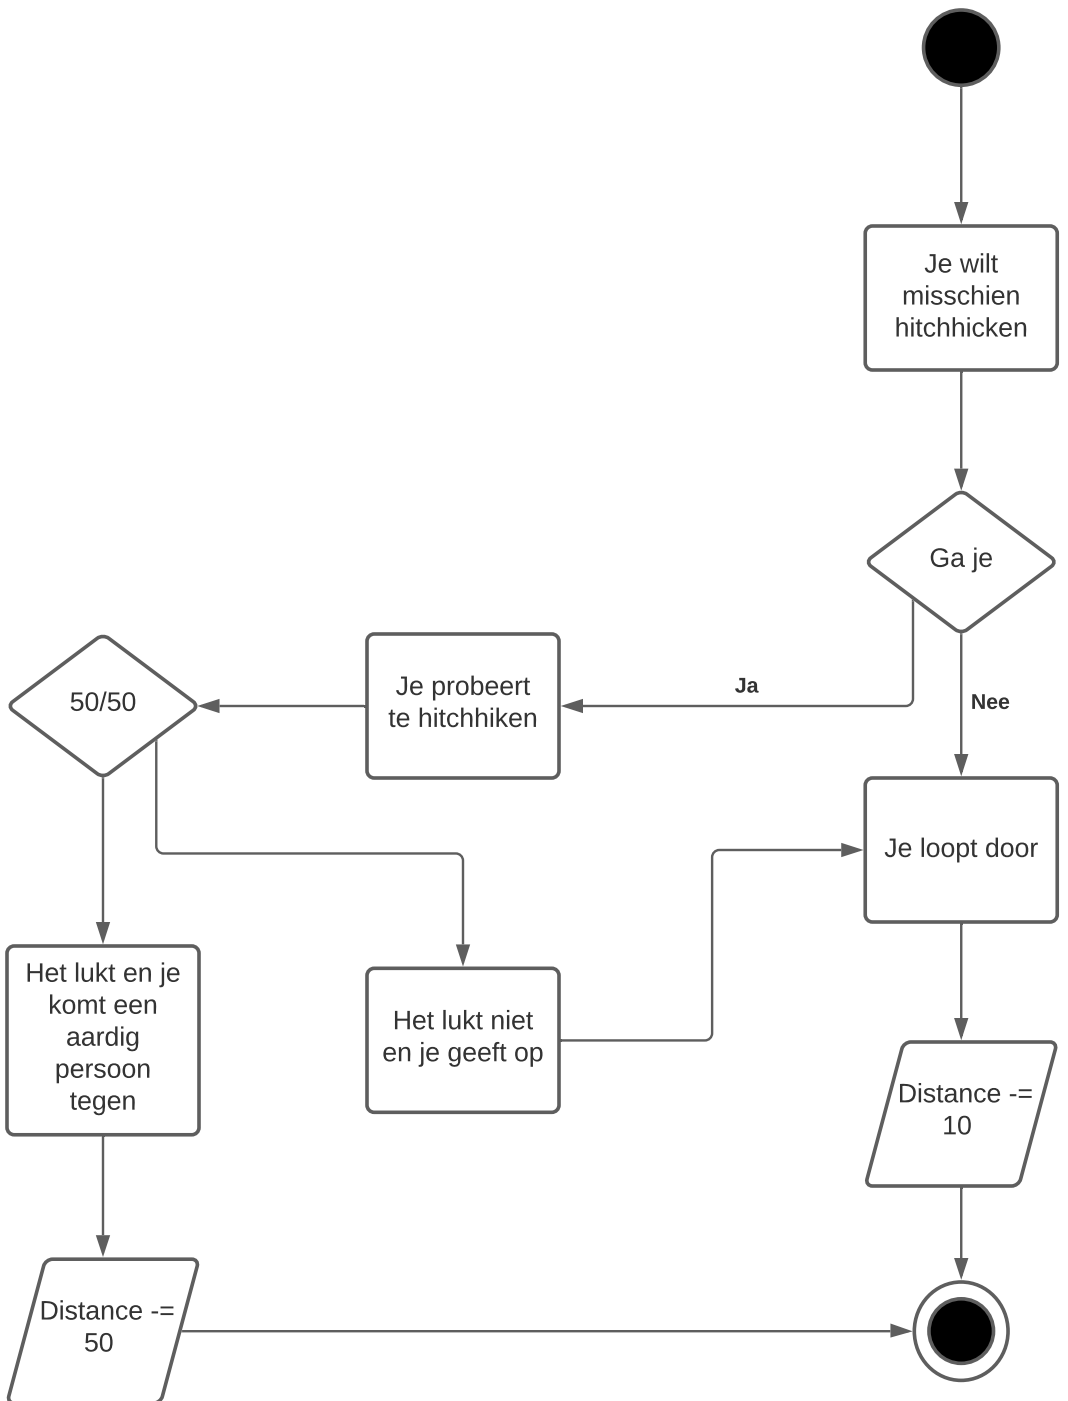 Je wilt
misschien
hitchhicken
Ga je
Ja
Nee
Je probeert
te hitchhiken
50/50
Je loopt door
Het lukt en je
komt een
aardig
persoon
tegen
Het lukt niet
en je geeft op
Distance -=
10
Distance -=
50